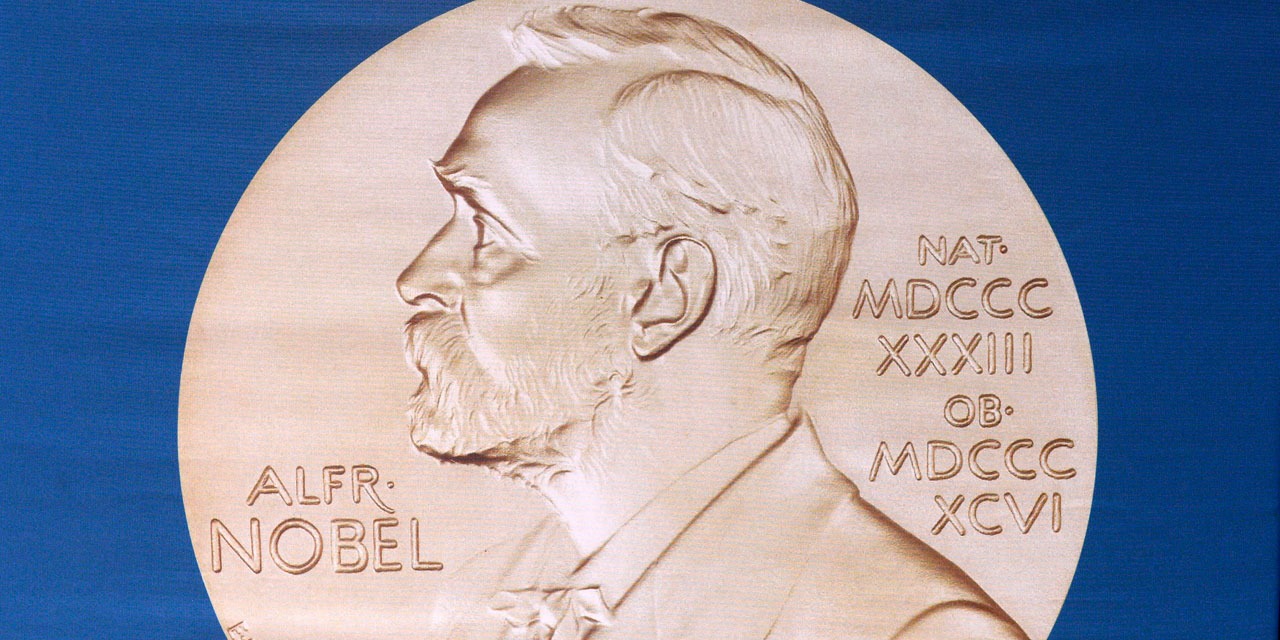 ALFR·
NOBEL
NAT·
MDCCC
XXXIII
OB·
MDCCC
XCVI